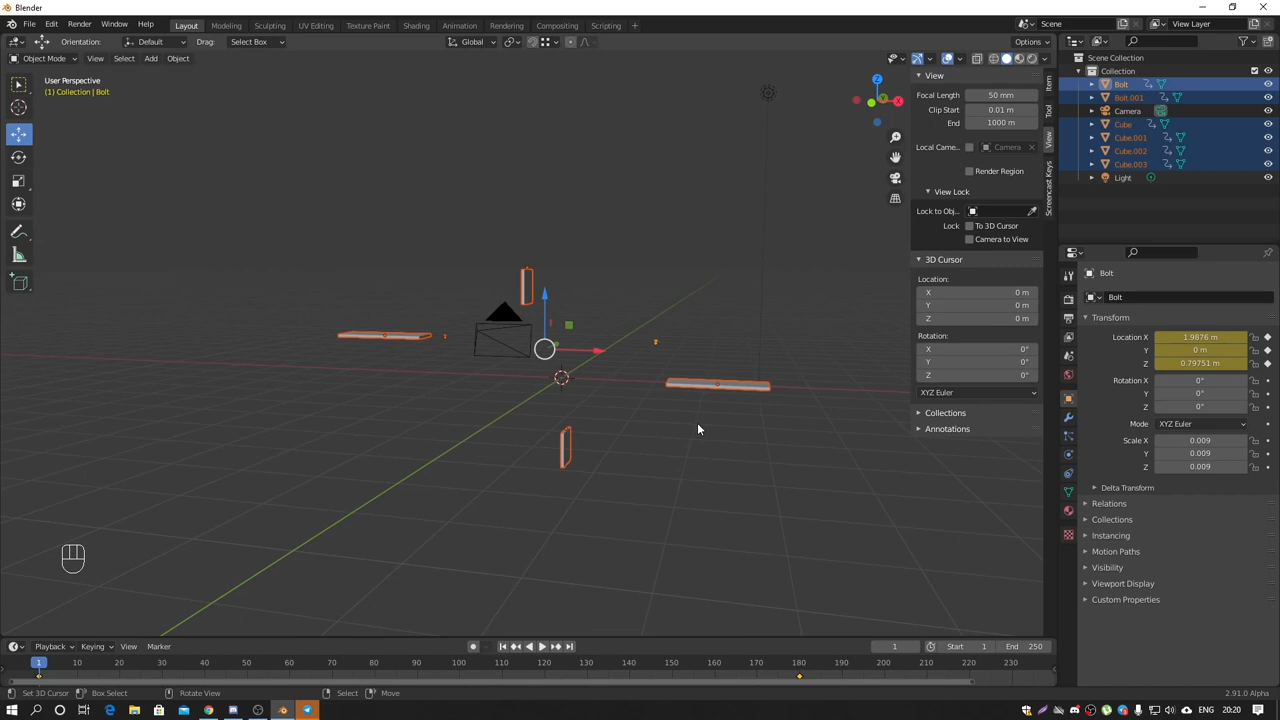 Blender
File Edit Render Window Help Layout Modeling Sculpting UV Editing Texture Paint Shading Animation Rendering Compositing Scripting + Scene View Layer
Orientation: Default Drag: Select Box Global Options
Object Mode View Select Add Object
User Perspective
(1) Collection | Bolt
X
View
Focal Length 50 mm
Clip Start 0.01 m
End 1000 m
Local Came... Camera
Render Region
View Lock
Lock to Obj...
Lock To 3D Cursor
Camera to View
3D Cursor
Location:
X 0 m
Y 0 m
Z 0 m
Rotation:
X 0°
Y 0°
Z 0°
XYZ Euler
Collections
Annotations
Item
Tool
View
Screencast Keys
Scene Collection
Collection
Bolt
Bolt.001
Camera
Cube
Cube.001
Cube.002
Cube.003
Light
Bolt
Bolt
Transform
Location X 1.9876 m
Y 0 m
Z 0.79751 m
Rotation X 0°
Y 0°
Z 0°
Mode XYZ Euler
Scale X 0.009
Y 0.009
Z 0.009
Delta Transform
Relations
Collections
Instancing
Motion Paths
Visibility
Viewport Display
Custom Properties
Playback Keying View Marker 1 Start 1 End 250
1 10 20 30 40 50 60 70 80 90 100 110 120 130 140 150 160 170 180 190 200 210 220 230
Set 3D Cursor Box Select Rotate View Select Move 2.91.0 Alpha
ENG 20:20